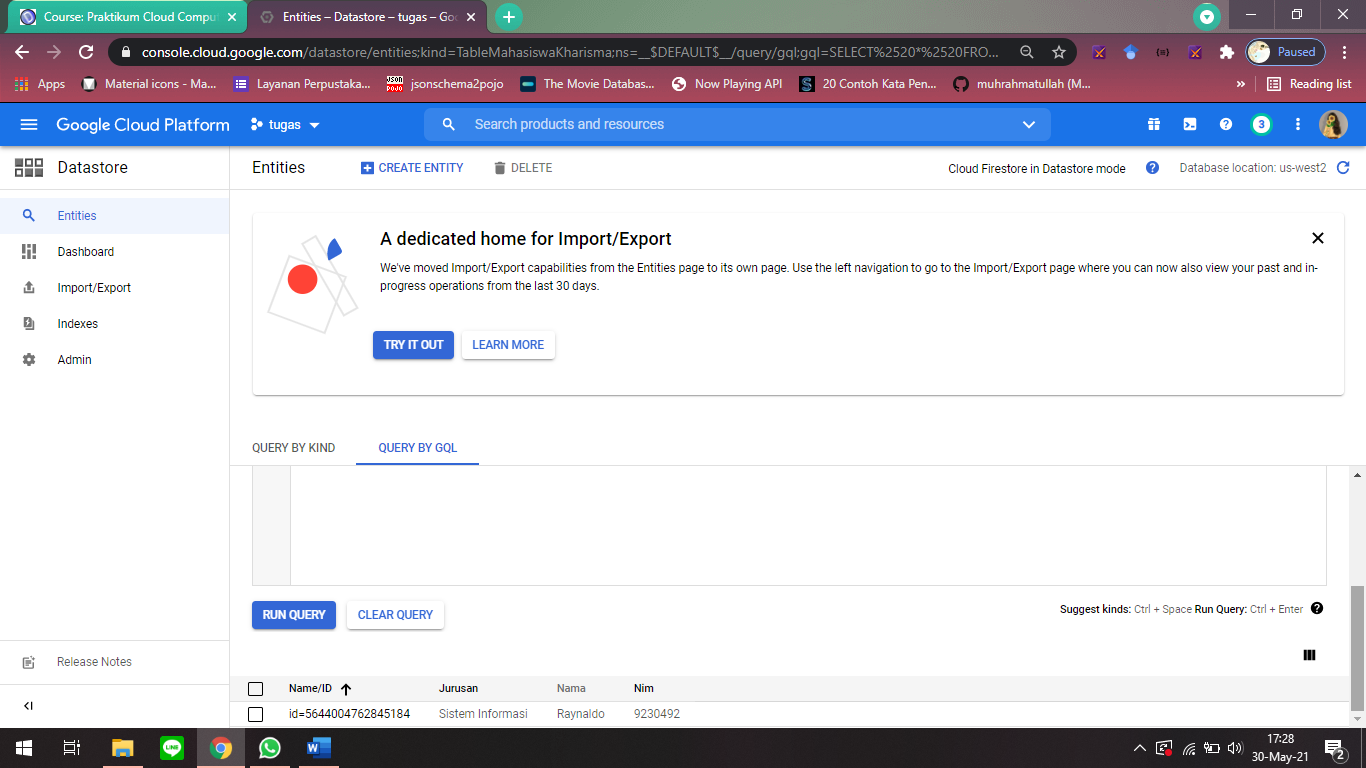 Course: Praktikum Cloud Comput
Entities – Datastore – tugas – Goo
console.cloud.google.com/datastore/entities;kind=TableMahasiswaKharisma;ns=__$DEFAULT$__/query/gql;gql=SELECT%2520*%2520FRO...
Paused
Apps
Material icons - Ma...
Layanan Perpustaka...
JSON POJO
jsonschema2pojo
The Movie Databas...
Now Playing API
20 Contoh Kata Pen...
muhrahmatullah (M...
»
Reading list
Google Cloud Platform
tugas
Search products and resources
3
Datastore
Entities
CREATE ENTITY
DELETE
Cloud Firestore in Datastore mode
Database location: us-west2
Entities
Dashboard
Import/Export
Indexes
Admin
Release Notes
A dedicated home for Import/Export
We've moved Import/Export capabilities from the Entities page to its own page. Use the left navigation to go to the Import/Export page where you can now also view your past and in-
progress operations from the last 30 days.
TRY IT OUT
LEARN MORE
QUERY BY KIND
QUERY BY GQL
RUN QUERY
CLEAR QUERY
Suggest kinds: Ctrl + Space Run Query: Ctrl + Enter
Name/ID
Jurusan
Nama
Nim
id=5644004762845184
Sistem Informasi
Raynaldo
9230492
LINE
17:28
30-May-21
2